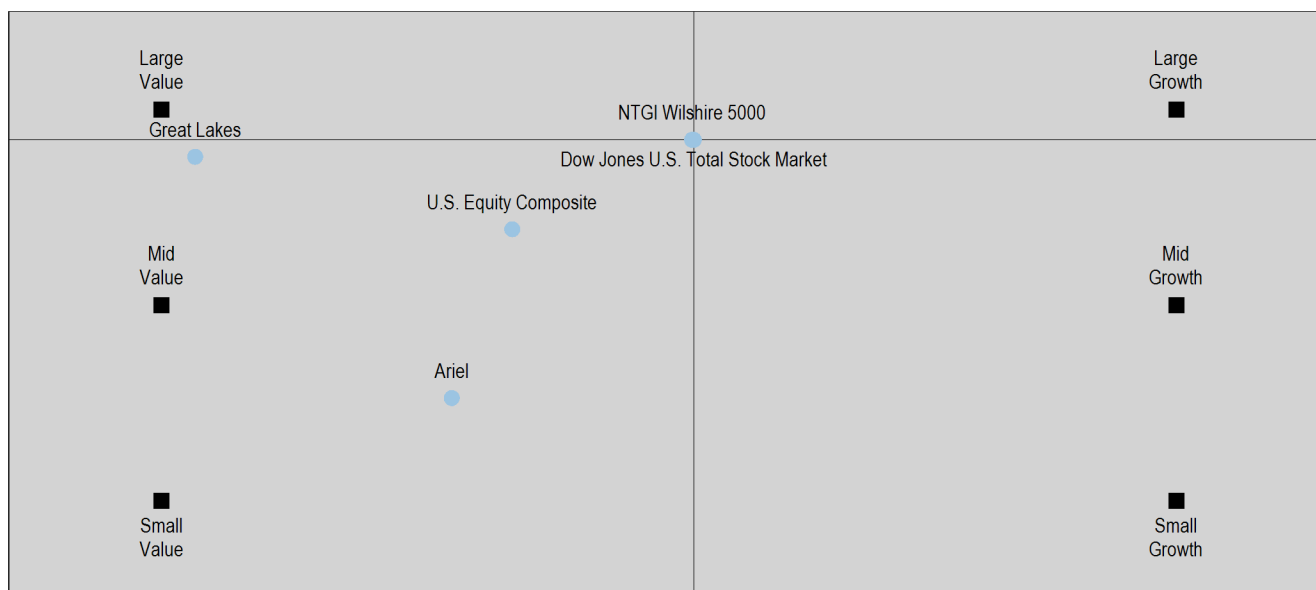 Large
Value
Large
Growth
NTGI Wilshire 5000
Great Lakes
Dow Jones U.S. Total Stock Market
U.S. Equity Composite
Mid
Value
Mid
Growth
Ariel
Small
Value
Small
Growth